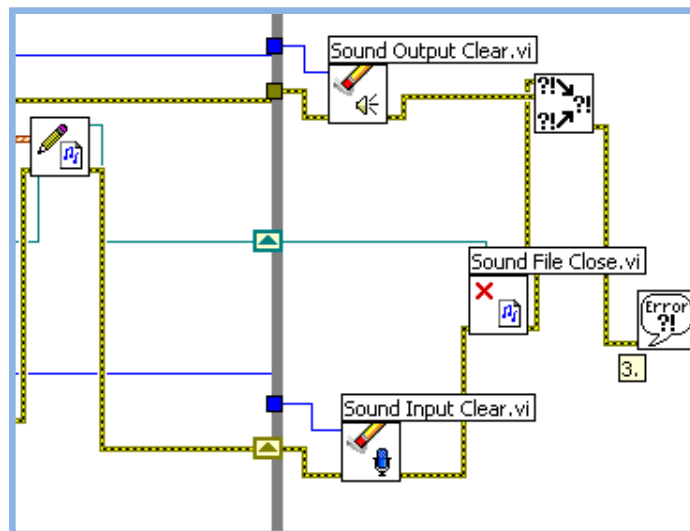 Sound Output Clear.vi
?! ?!
?!
Sound File Close.vi
Error
?!
3.
Sound Input Clear.vi